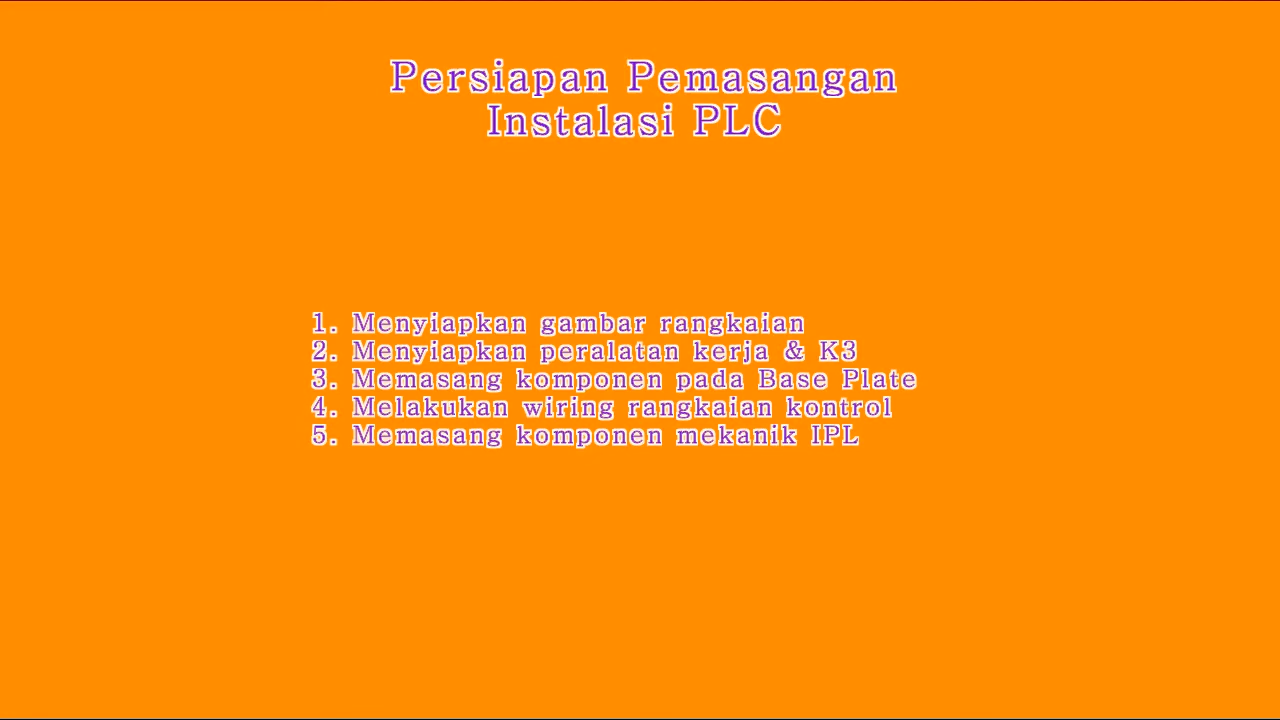 Persiapan Pemasangan
Instalasi PLC
1. Menyiapkan gambar rangkaian
2. Menyiapkan peralatan kerja & K3
3. Memasang komponen pada Base Plate
4. Melakukan wiring rangkaian kontrol
5. Memasang komponen mekanik IPL